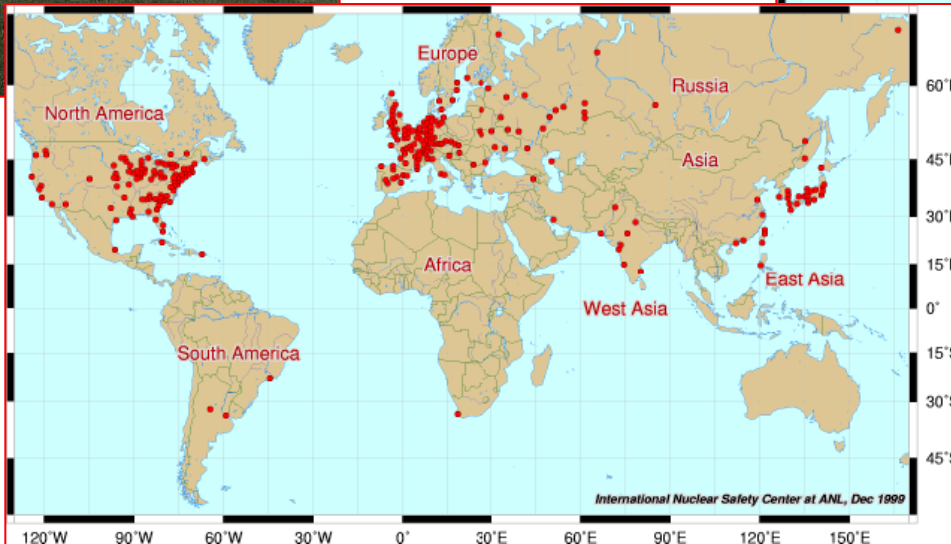 Europe
60°
Russia
North America
Asia
45°
30°
Africa
15°
East Asia
West Asia
0°
South America
15°S
30°S
45°S
International Nuclear Safety Center at ANL, Dec 1999
120°W
90°W
60°W
30°W
0°
30°E
60°E
90°E
120°E
150°E